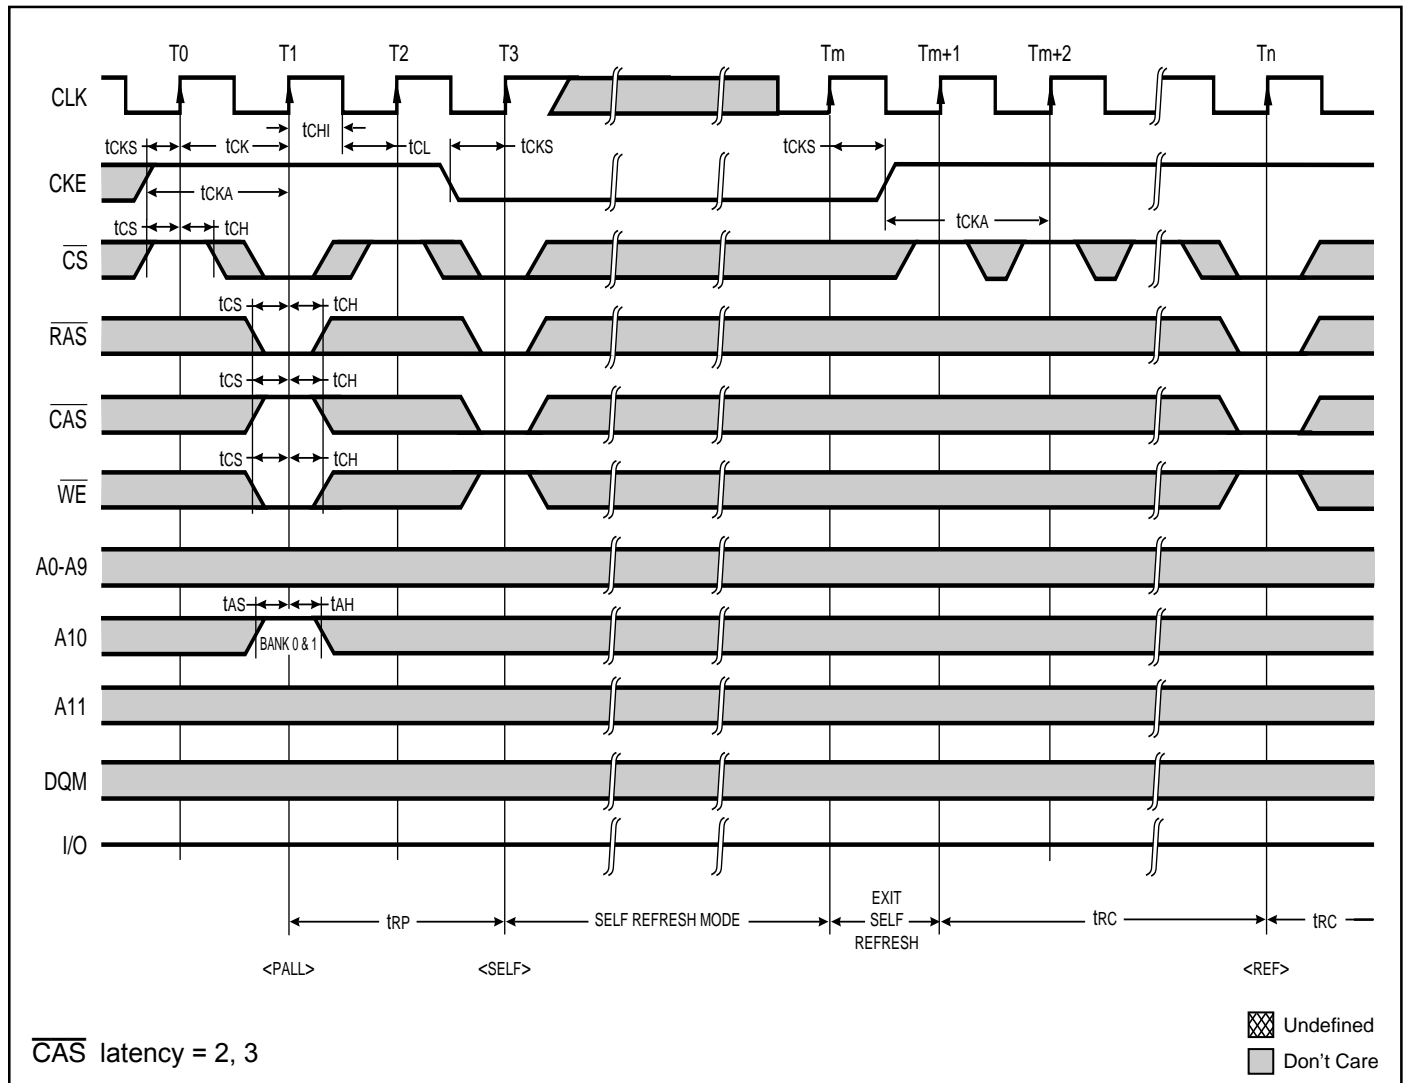 T0 T1 T2 T3 Tm Tm+1 Tm+2 Tn
CLK
tCHI
tCKS tCK tCL tCKS tCKS
CKE
tCKA
tCKA
tCS tCH
CS
tCS tCH
RAS
tCS tCH
CAS
tCS tCH
WE
A0-A9
tAS tAH
A10 BANK 0 & 1
A11
DQM
I/O
tRP SELF REFRESH MODE EXIT SELF REFRESH tRC tRC
<PALL> <SELF> <REF>
Undefined
CAS latency = 2, 3
Don't Care